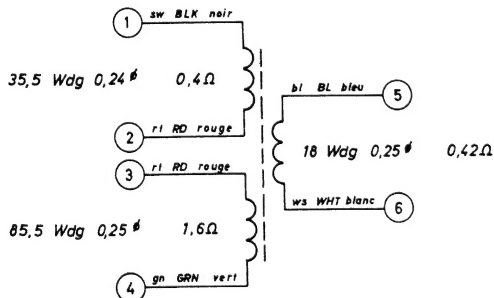 1 sw BLK noir
35,5 Wdg 0,24 ø 0,4Ω
2 rt RD rouge
3 rt RD rouge
85,5 Wdg 0,25 ø 1,6Ω
4 gn GRN vert
bl BL bleu 5
18 Wdg 0,25 ø 0,42Ω
ws WHT blanc 6